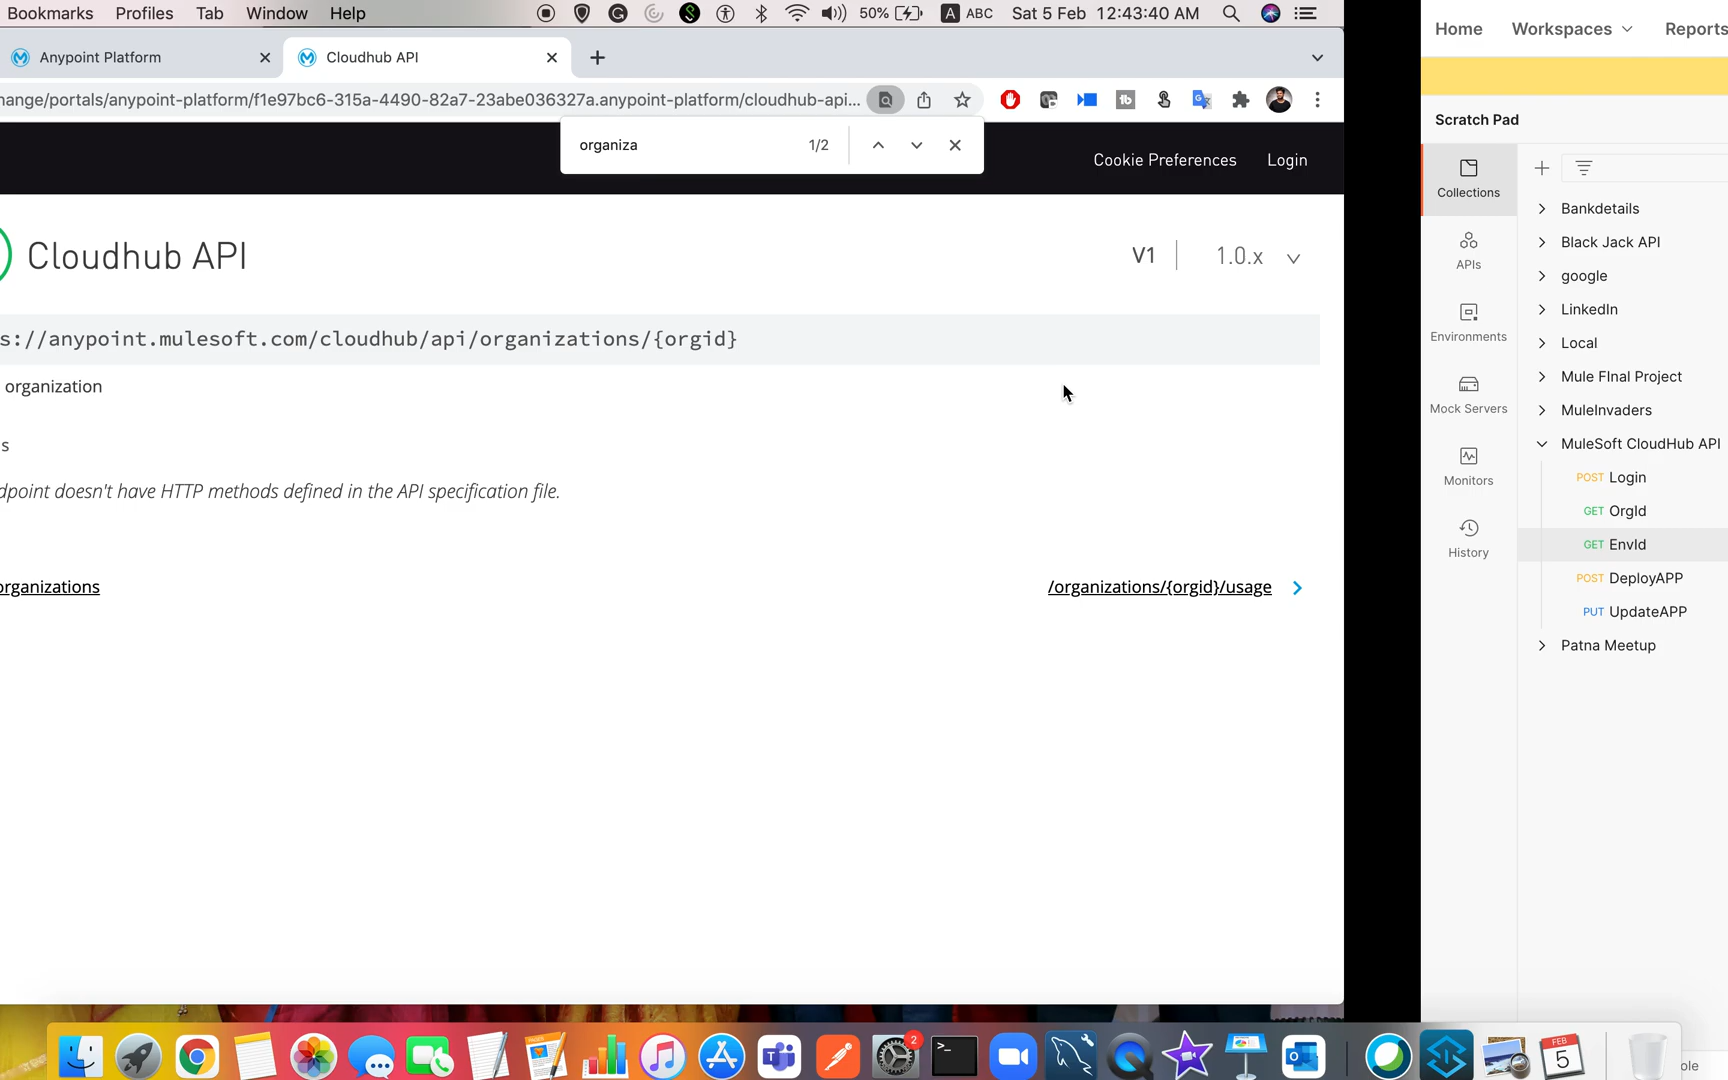 Bookmarks Profiles Tab Window Help 50% A ABC Sat 5 Feb 12:43:40 AM
Anypoint Platform Cloudhub API
ange/portals/anypoint-platform/f1e97bc6-315a-4490-82a7-23abe036327a.anypoint-platform/cloudhub-api...
organiza 1/2
Cookie Preferences Login
Cloudhub API V1 1.0.x
s://anypoint.mulesoft.com/cloudhub/api/organizations/{orgid}
organization
s
dpoint doesn't have HTTP methods defined in the API specification file.
organizations /organizations/{orgid}/usage
Home Workspaces Reports
Scratch Pad
Collections
APIs
Environments
Mock Servers
Monitors
History
Bankdetails
Black Jack API
google
LinkedIn
Local
Mule FInal Project
MuleInvaders
MuleSoft CloudHub API
POST Login
GET OrgId
GET EnvId
POST DeployAPP
PUT UpdateAPP
Patna Meetup
2
FEB
5
ole